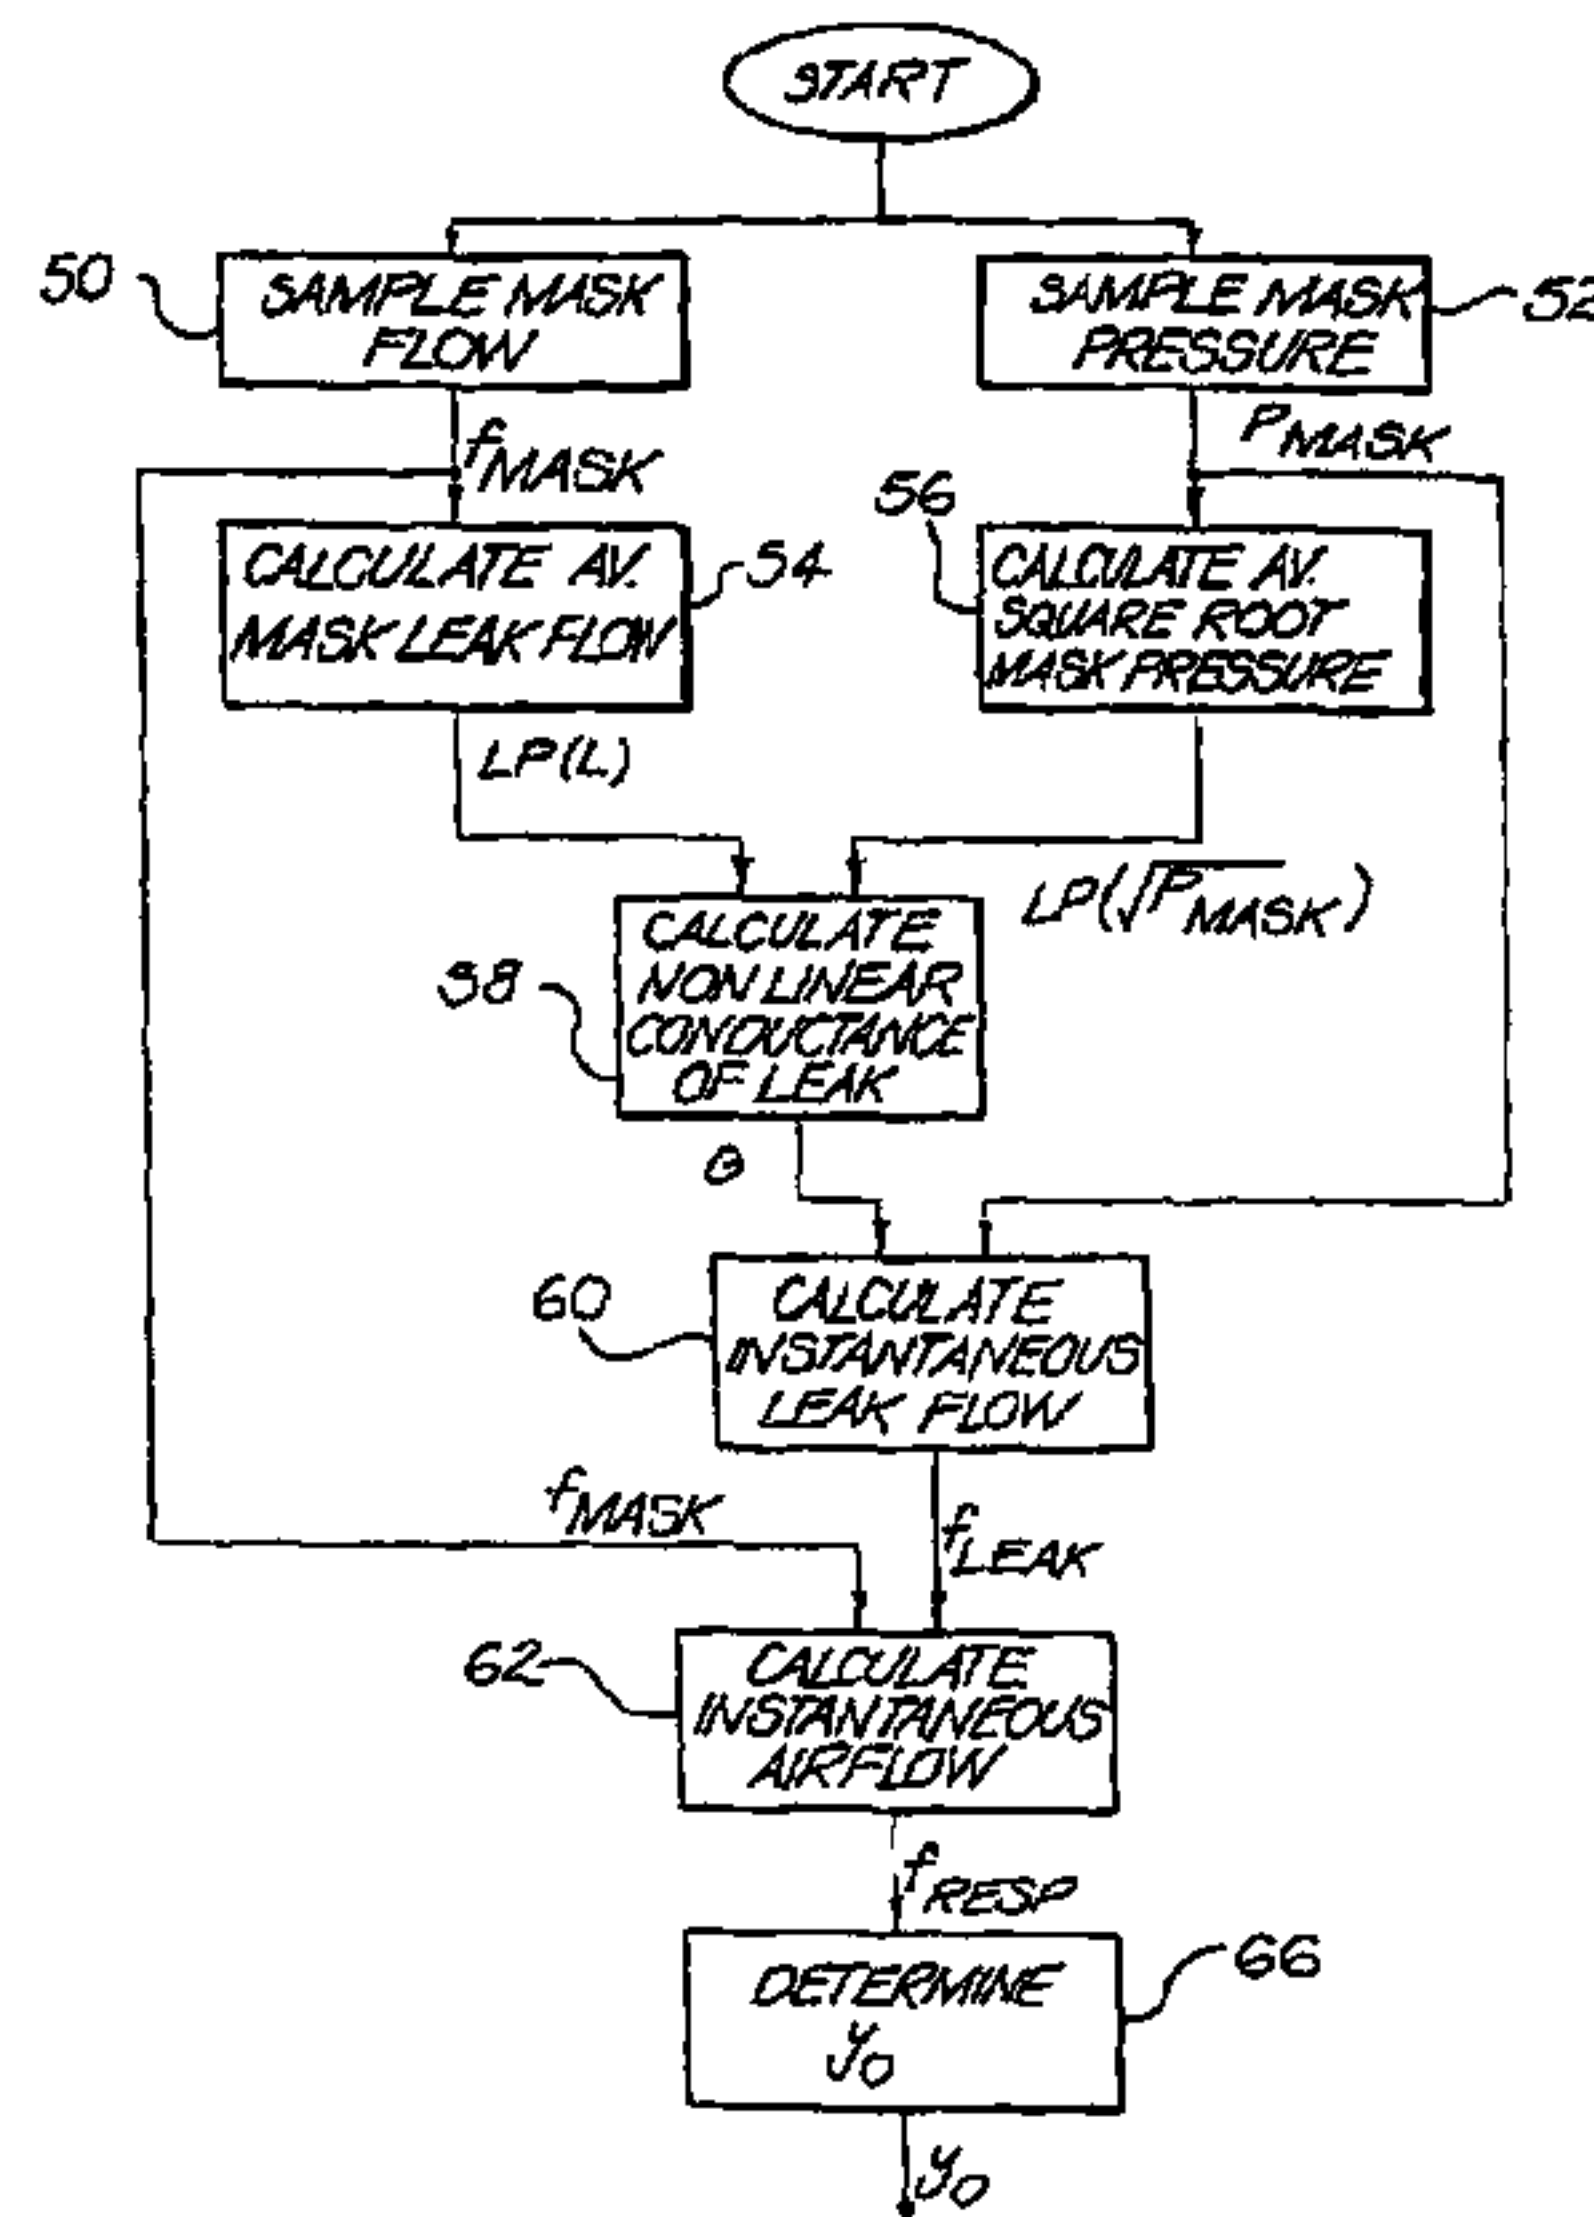 START
50
SAMPLE MASK
FLOW
SAMPLE MASK
PRESSURE
52
fMASK
PMASK
CALCULATE AV.
MASK LEAK FLOW
54
56
CALCULATE AV.
SQUARE ROOT
MASK PRESSURE
LP(L)
LP(√PMASK)
58
CALCULATE
NON LINEAR
CONDUCTANCE
OF LEAK
60
CALCULATE
INSTANTANEOUS
LEAK FLOW
fMASK
fLEAK
62
CALCULATE
INSTANTANEOUS
AIRFLOW
fRESP
DETERMINE
y0
66
y0